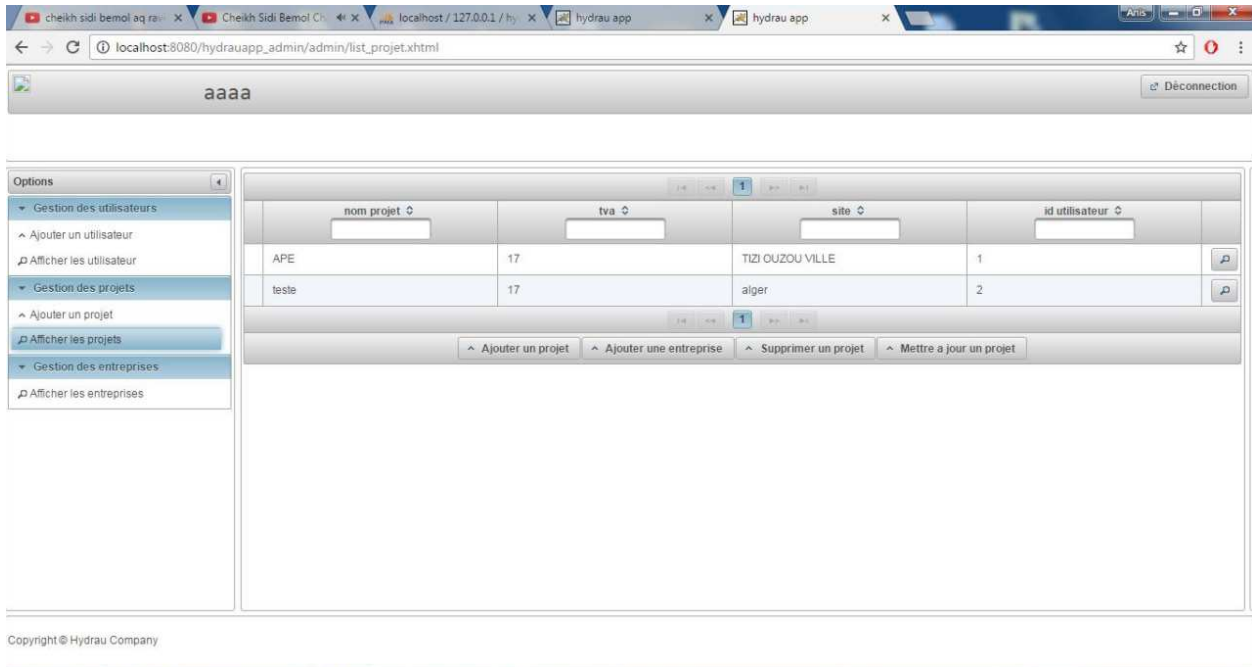 cheikh sidi bemol aq rav
Cheikh Sidi Bemol Ch
localhost / 127.0.0.1 / hy
hydrau app
hydrau app
Anis
localhost:8080/hydrauapp_admin/admin/list_projet.xhtml
aaaa
Dèconnection
Options
Gestion des utilisateurs
Ajouter un utilisateur
Afficher les utilisateur
Gestion des projets
Ajouter un projet
Afficher les projets
Gestion des entreprises
Afficher les entreprises
1
nom projet
tva
site
id utilisateur
APE 17 TIZI OUZOU VILLE 1
teste 17 alger 2
1
Ajouter un projet
Ajouter une entreprise
Supprimer un projet
Mettre a jour un projet
Copyright © Hydrau Company